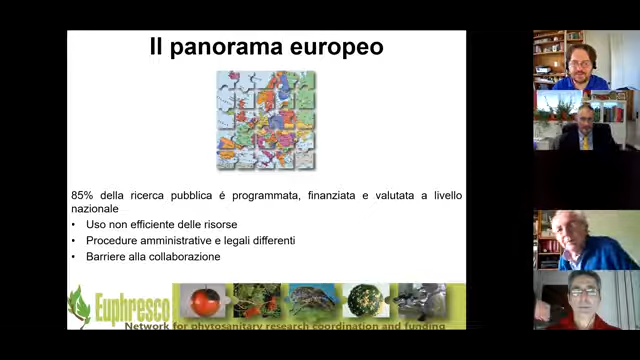 Il panorama europeo
85% della ricerca pubblica é programmata, finanziata e valutata a livello
nazionale
• Uso non efficiente delle risorse
• Procedure amministrative e legali differenti
• Barriere alla collaborazione
Euphresco
Network for phytosanitary research coordination and funding